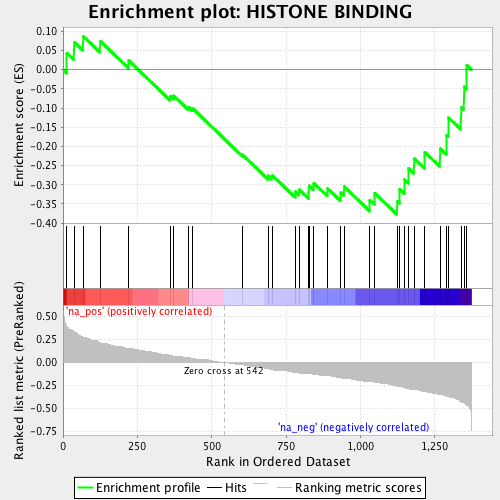 Enrichment plot: HISTONE BINDING
Enrichment score (ES)
0.10
0.05
0.00
-0.05
-0.10
-0.15
-0.20
-0.25
-0.30
-0.35
-0.40
'na_pos' (positively correlated)
Ranked list metric (PreRanked)
0.50
0.25
0.00
-0.25
-0.50
-0.75
Zero cross at 542
'na_neg' (negatively correlated)
0
250
500
750
1,000
1,250
Rank in Ordered Dataset
Enrichment profile
Hits
Ranking metric scores